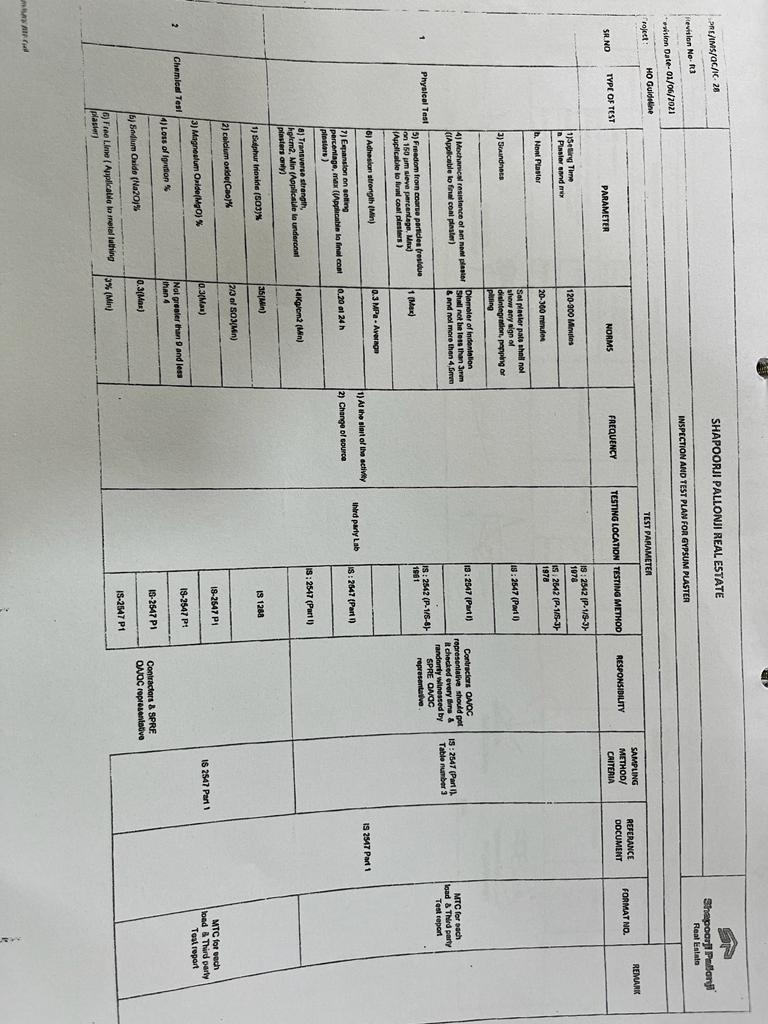 SPRE/IMS/QC/IC- 28
Revision No- R3
Revision Date- 01/06/2021
Project : HO Guideline
SHAPOORJI PALLONJI REAL ESTATE
INSPECTION AND TEST PLAN FOR GYPSUM PLASTER
Shapoorji Pallonji
Real Estate
TEST PARAMETER
SR.NO
TYPE OF TEST
PARAMETER
NORMS
FREQUENCY
TESTING LOCATION
TESTING METHOD
RESPONSIBILITY
SAMPLING
METHOD/
CRITERIA
REFERANCE
DOCUMENT
FORMAT NO.
REMARK
1
Physical Test
1)Setting Time
a. Plaster sand mix
120-900 Minutes
IS : 2542 (P-1/S-3)-
1978
b. Neat Plaster
20-360 minutes
IS : 2542 (P-1/S-3)-
1978
3) Soundness
Set plaster pats shall not
show any sign of
disintegration, popping or
pitting
IS : 2547 (Part I)
4) Mechanical resistance of set neat plaster
((Applicable to final coat plaster)
Diameter of indentation
Shall not be less than 3mm
& and not more than 4.5mm
IS : 2547 (Part I)
5) Freedom from coarse particles (residue
on 150 µm sieve percentage, Max)
(Applicable to final coat plasters )
1 (Max)
IS : 2542 (P-1/S-8)-
1981
6) Adhesion strength (Min)
0.3 MPa - Average
7) Expansion on setting
percentage, max ((Applicable to final coat
plasters )
0.20 at 24 h
IS : 2547 (Part I)
8) Transverse strength,
kg/cm2, Min (Applicable to undercoat
plasters only)
14Kg/cm2 (Min)
IS : 2547 (Part I)
1) At the start of the activity
2) Change of source
third party Lab
Contractors QA/QC
representative should get
it checked every time &
randomly witnessed by
SPRE QA/QC
representative
IS : 2547 (Part I),
Table number 3
IS 2547 Part 1
MTC for each
load & Third party
Test report
2
Chemical Test
1) Sulphur trioxide (SO3)%
35(Min)
IS 1288
2) calcium oxide(Cao)%
2/3 of SO3(Min)
IS-2547 P1
3) Magnesium Oxide(MgO) %
0.3(Max)
IS-2547 P1
4) Loss of Ignition %
Not greater than 9 and less
than 4
IS-2547 P1
5) Sodium Oxide (Na2O)%
0.3(Max)
IS-2547 P1
6) Free Lime ( Applicable to metal lathing
plaster)
3% (Min)
Contractors & SPRE
QA/QC representative
IS 2547 Part 1
MTC for each
load & Third party
Test report